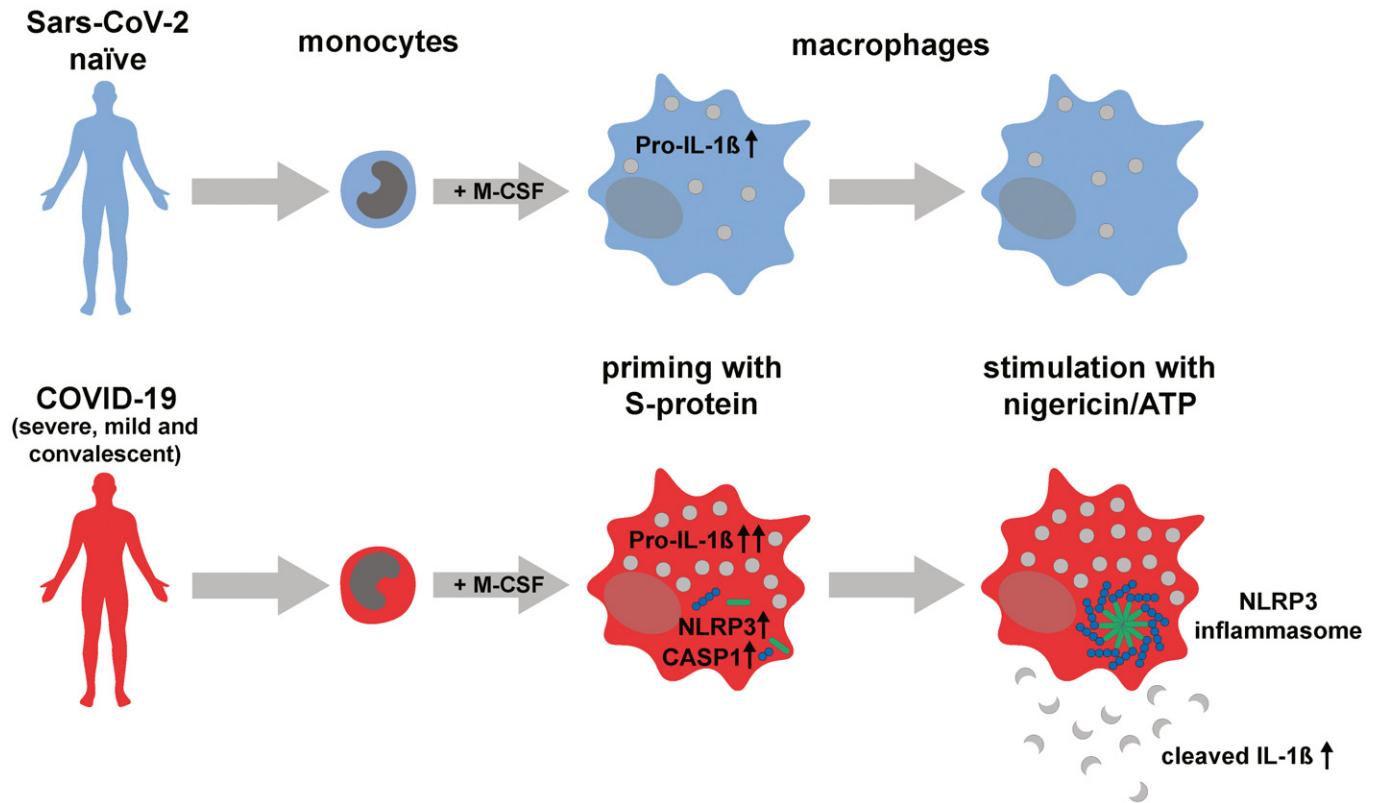 Sars-CoV-2
naïve
monocytes
macrophages
Pro-IL-1ß
+ M-CSF
COVID-19
(severe, mild and
convalescent)
priming with
S-protein
stimulation with
nigericin/ATP
+ M-CSF
Pro-IL-1ß
NLRP3
CASP1
NLRP3
inflammasome
cleaved IL-1ß